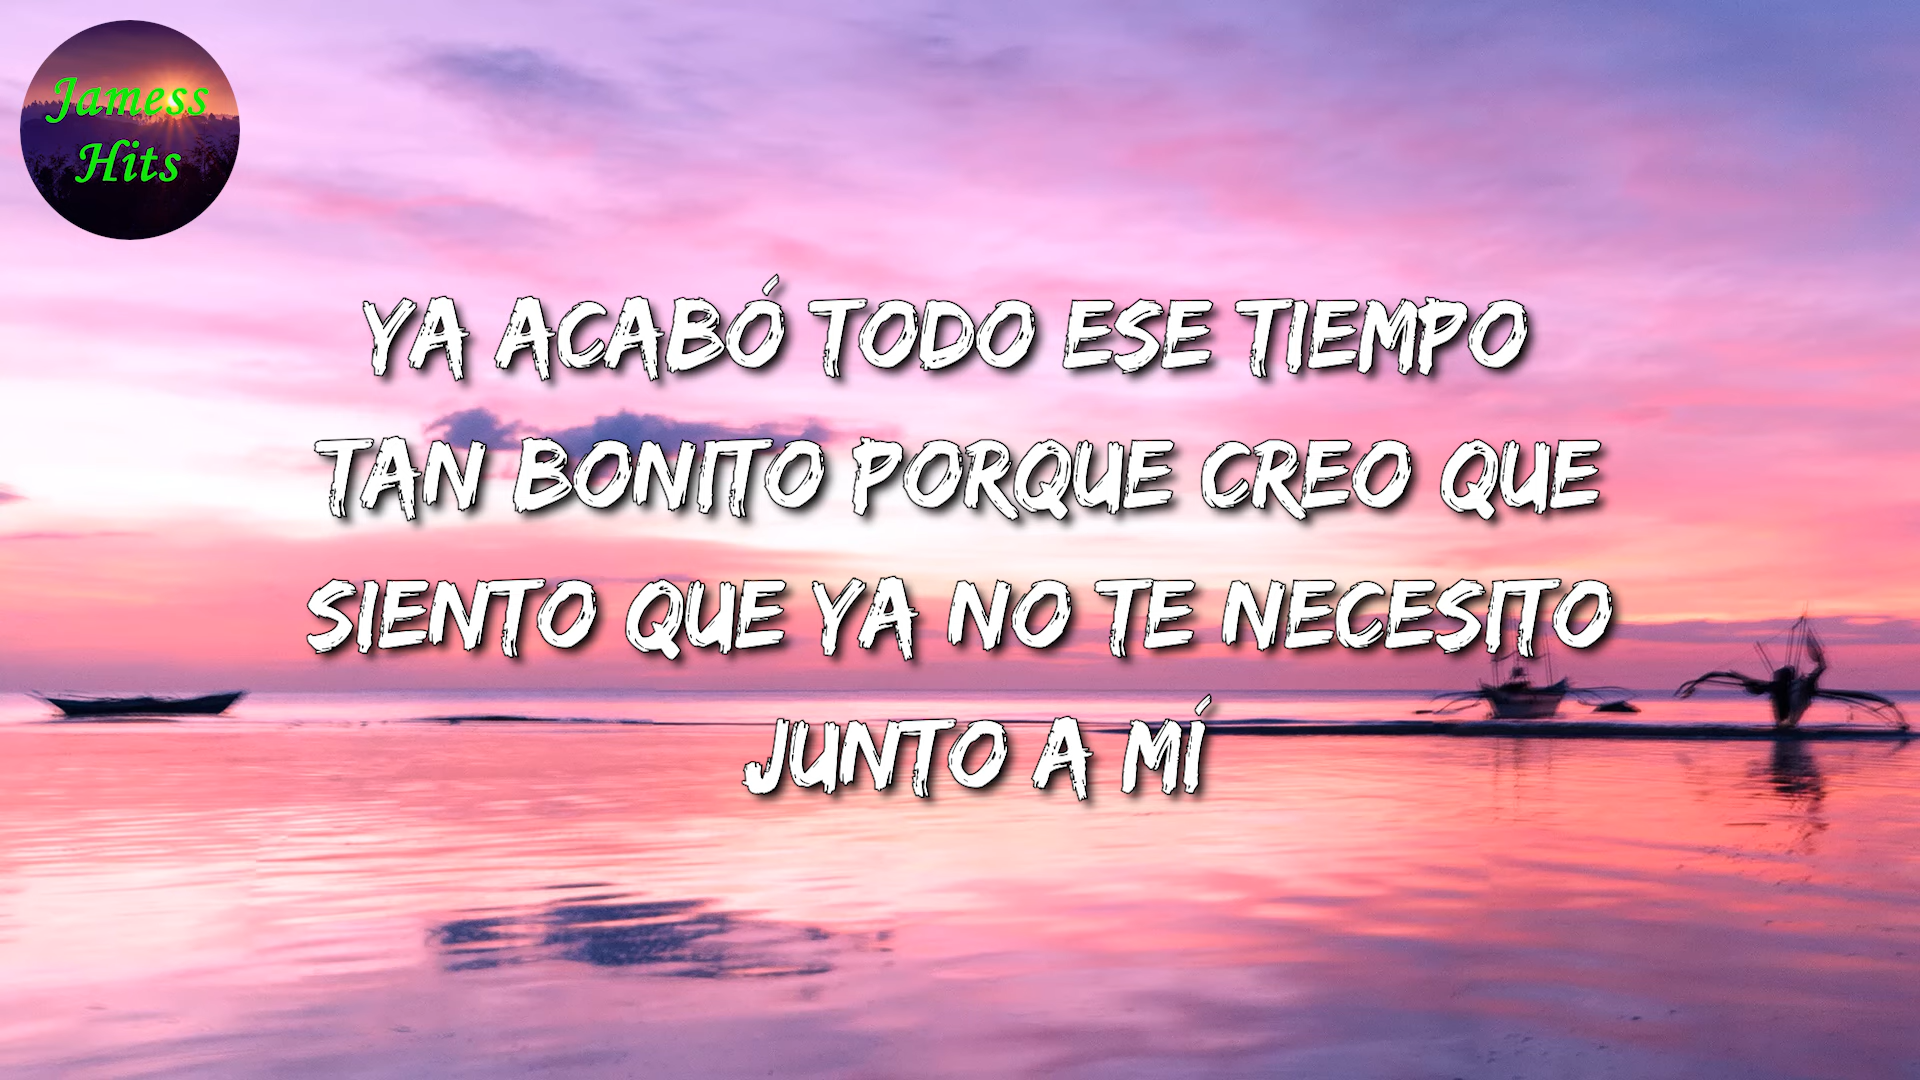 Jamess
Hits
YA ACABÓ TODO ESE TIEMPO
TAN BONITO PORQUE CREO QUE
SIENTO QUE YA NO TE NECESITO
JUNTO A MÍ